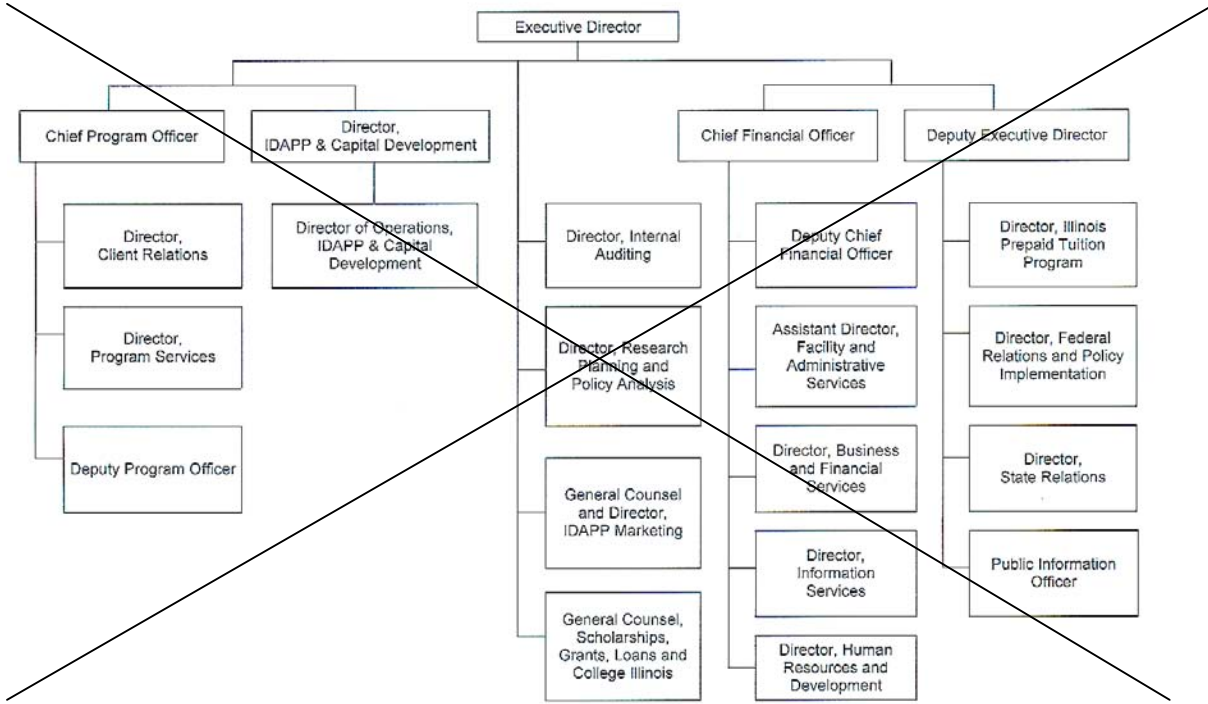 Executive Director
Chief Program Officer
Director,
IDAPP & Capital Development
Chief Financial Officer
Deputy Executive Director
Director,
Client Relations
Director,
Program Services
Deputy Program Officer
Director of Operations,
IDAPP & Capital
Development
Director, Internal
Auditing
Director, Research
Planning and
Policy Analysis
General Counsel
and Director,
IDAPP Marketing
General Counsel,
Scholarships,
Grants, Loans and
College Illinois
Deputy Chief
Financial Officer
Assistant Director,
Facility and
Administrative
Services
Director, Business
and Financial
Services
Director,
Information
Services
Director, Human
Resources and
Development
Director, Illinois
Prepaid Tuition
Program
Director, Federal
Relations and Policy
Implementation
Director,
State Relations
Public Information
Officer